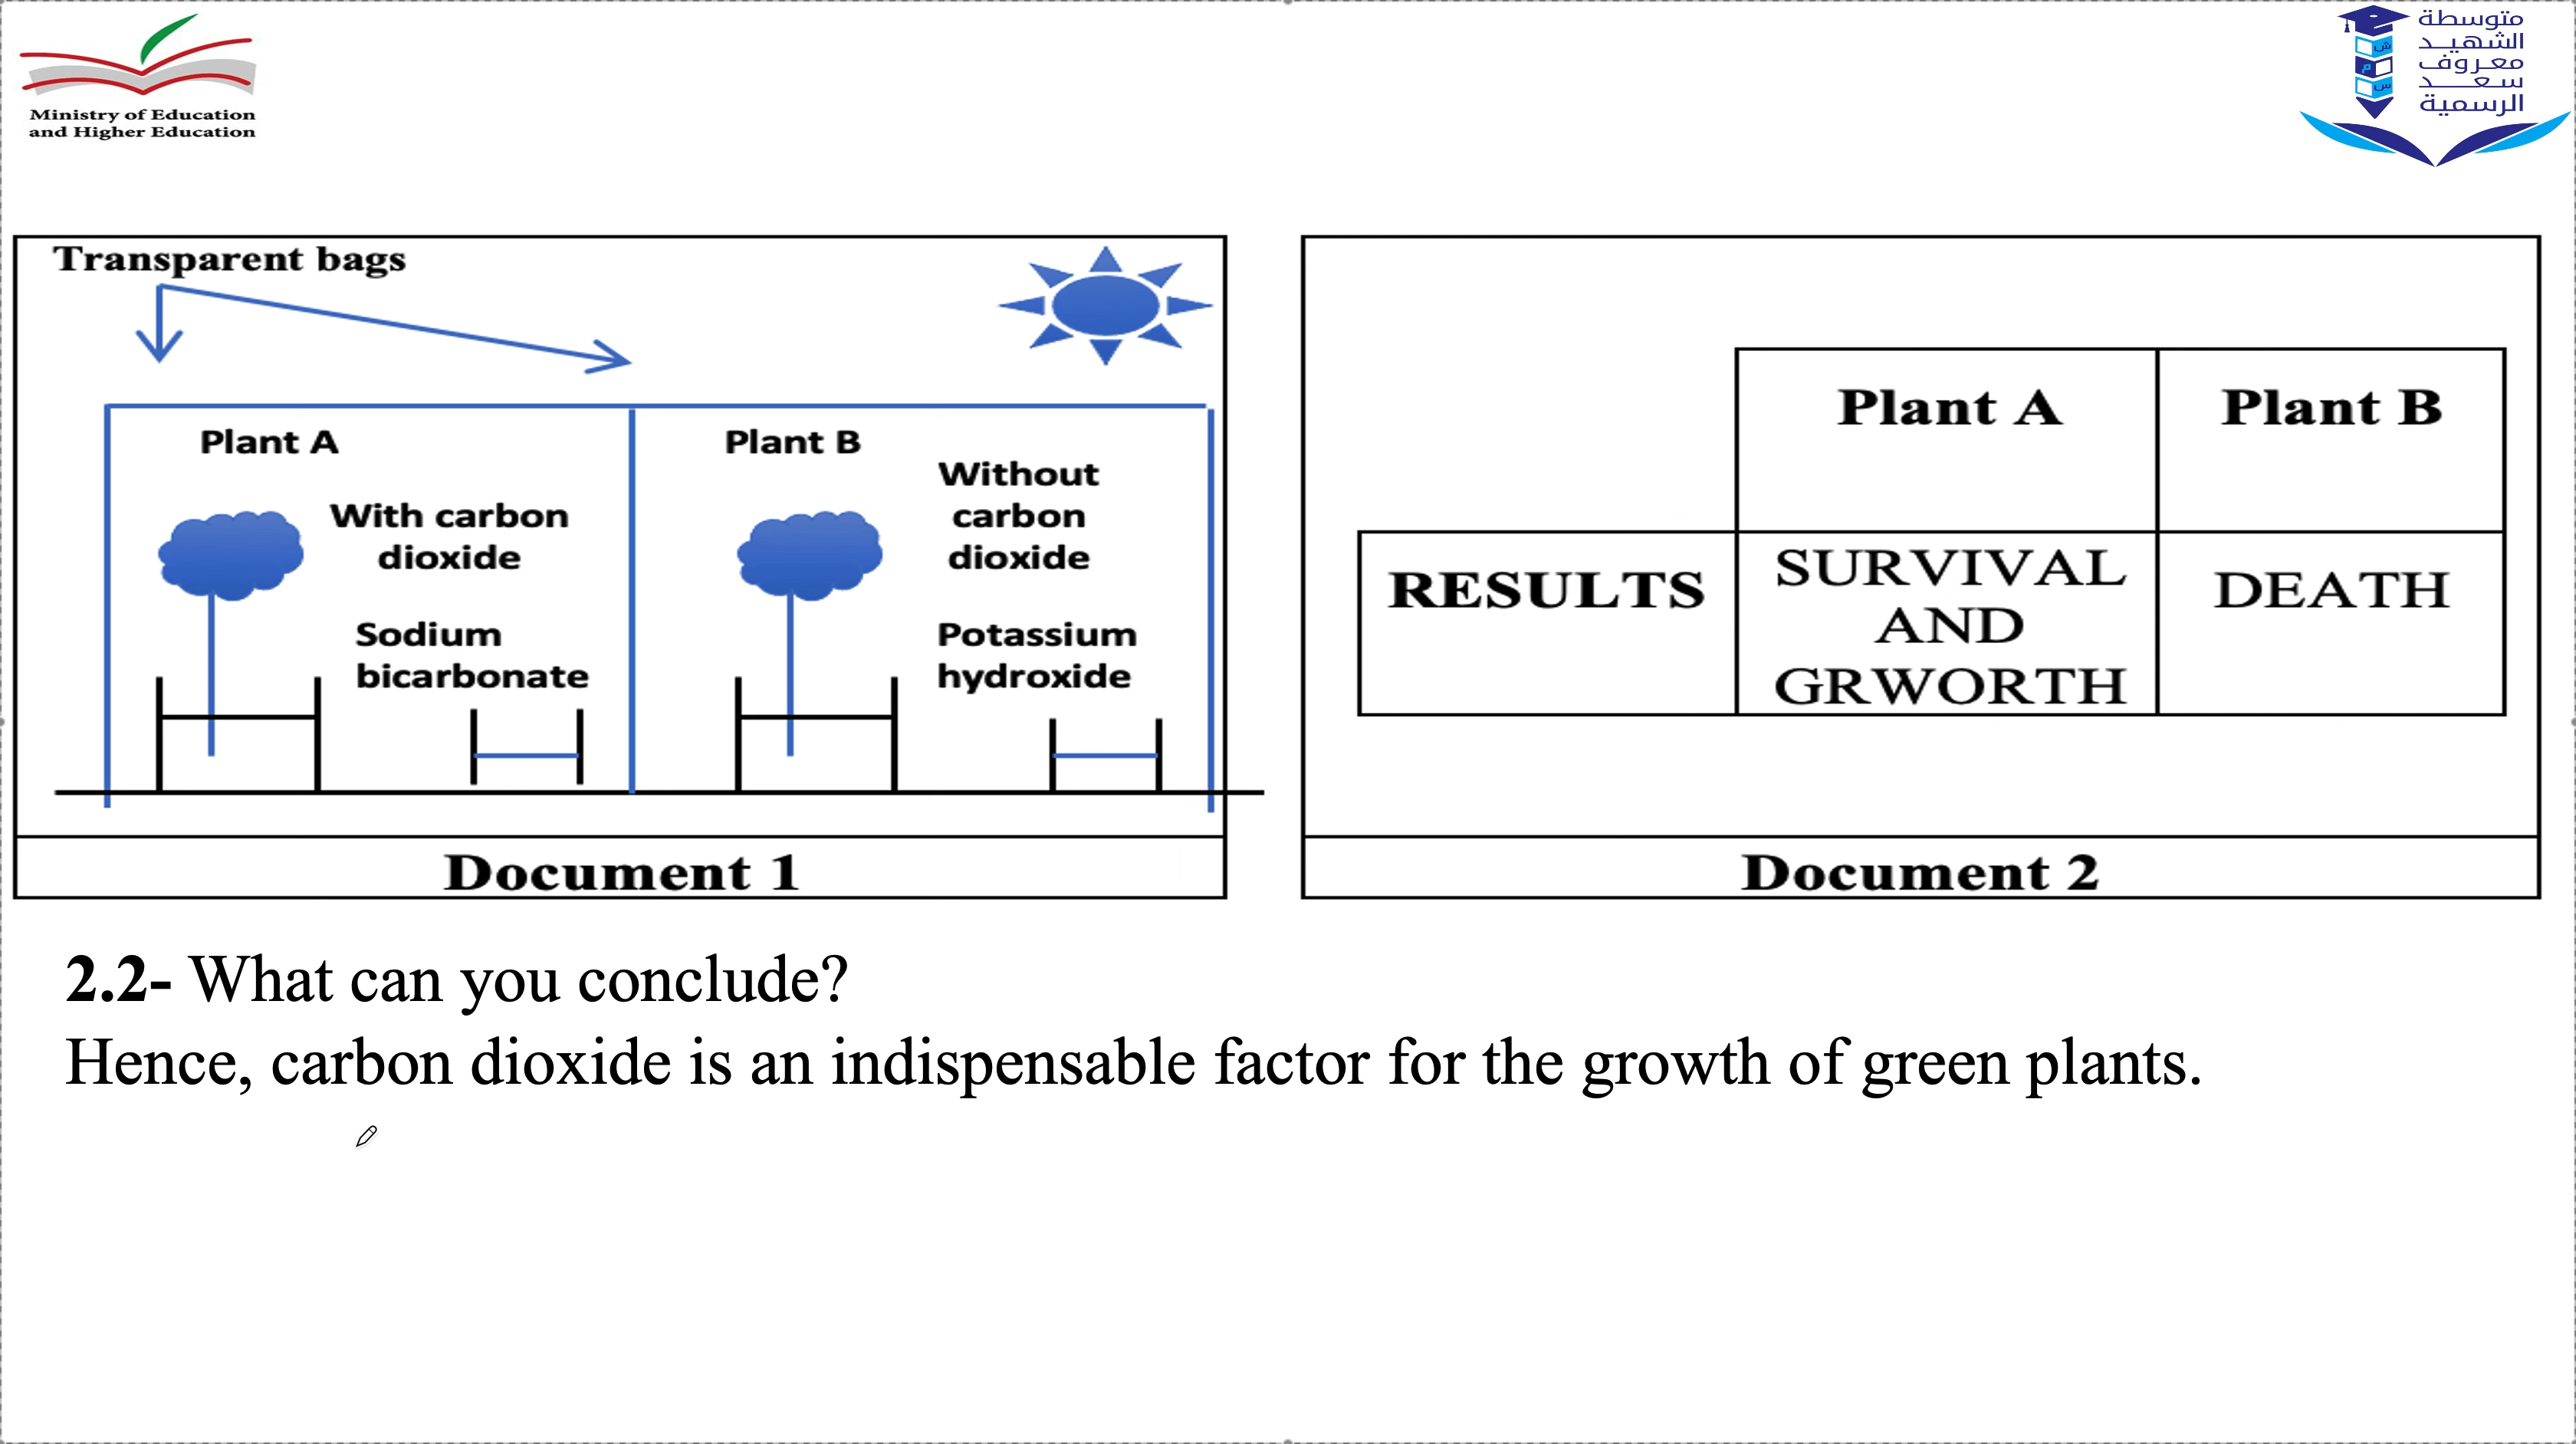 Ministry of Education
and Higher Education
متوسطة
الشهيد
معروف
سعد
الرسمية
ش
م
س
Transparent bags
Plant A
With carbon
dioxide
Sodium
bicarbonate
Plant B
Without
carbon
dioxide
Potassium
hydroxide
Document 1
Plant A
Plant B
RESULTS
SURVIVAL
AND
GRWORTH
DEATH
Document 2
2.2- What can you conclude?
Hence, carbon dioxide is an indispensable factor for the growth of green plants.